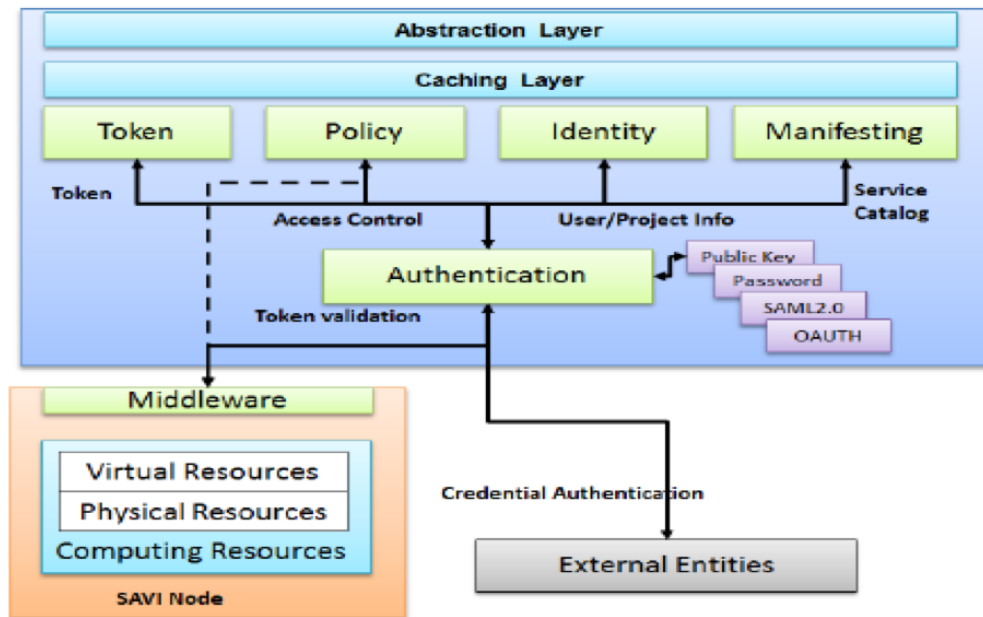 Abstraction Layer
Caching Layer
Token
Policy
Identity
Manifesting
Token
Access Control
User/Project Info
Service
Catalog
Authentication
Public Key
Password
SAML2.0
OAUTH
Token validation
Middleware
Virtual Resources
Physical Resources
Computing Resources
SAVI Node
Credential Authentication
External Entities